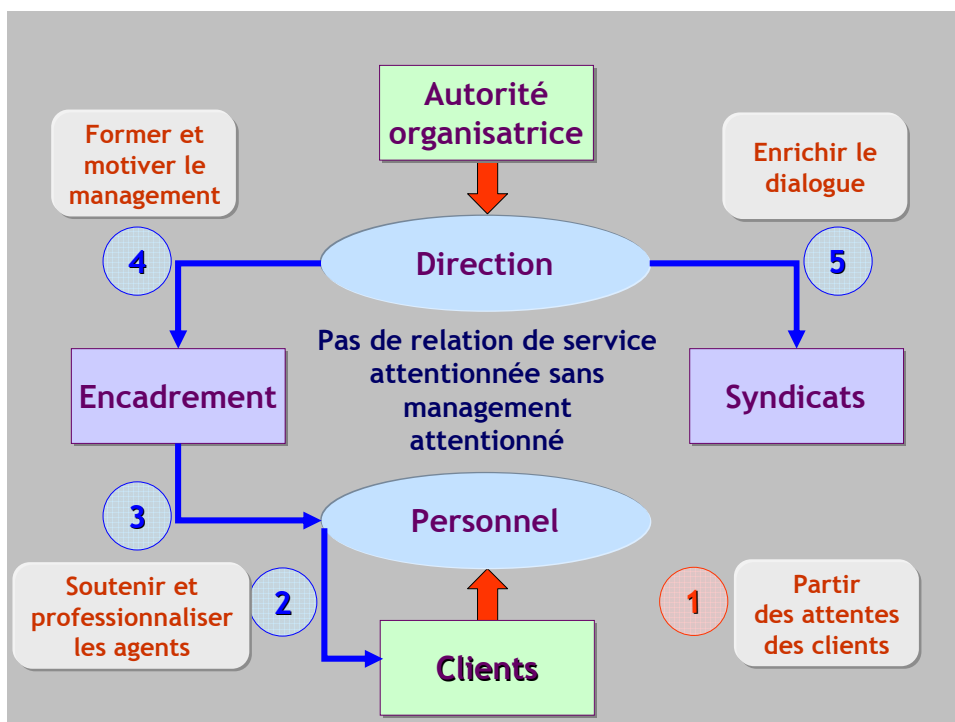 Autorité
organisatrice
Former et
motiver le
management
Enrichir le
dialogue
4
Direction
5
Pas de relation de service
attentionnée sans
management
attentionné
Encadrement
Syndicats
3
Personnel
Soutenir et
professionnaliser
les agents
2
1
Partir
des attentes
des clients
Clients